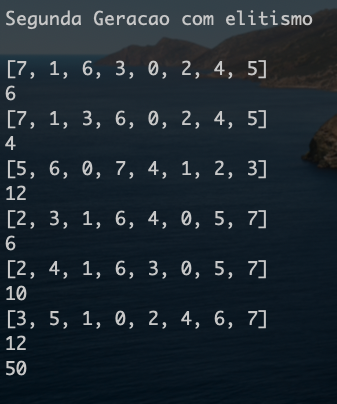 Segunda Geracao com elitismo
[7, 1, 6, 3, 0, 2, 4, 5]
6
[7, 1, 3, 6, 0, 2, 4, 5]
4
[5, 6, 0, 7, 4, 1, 2, 3]
12
[2, 3, 1, 6, 4, 0, 5, 7]
6
[2, 4, 1, 6, 3, 0, 5, 7]
10
[3, 5, 1, 0, 2, 4, 6, 7]
12
50